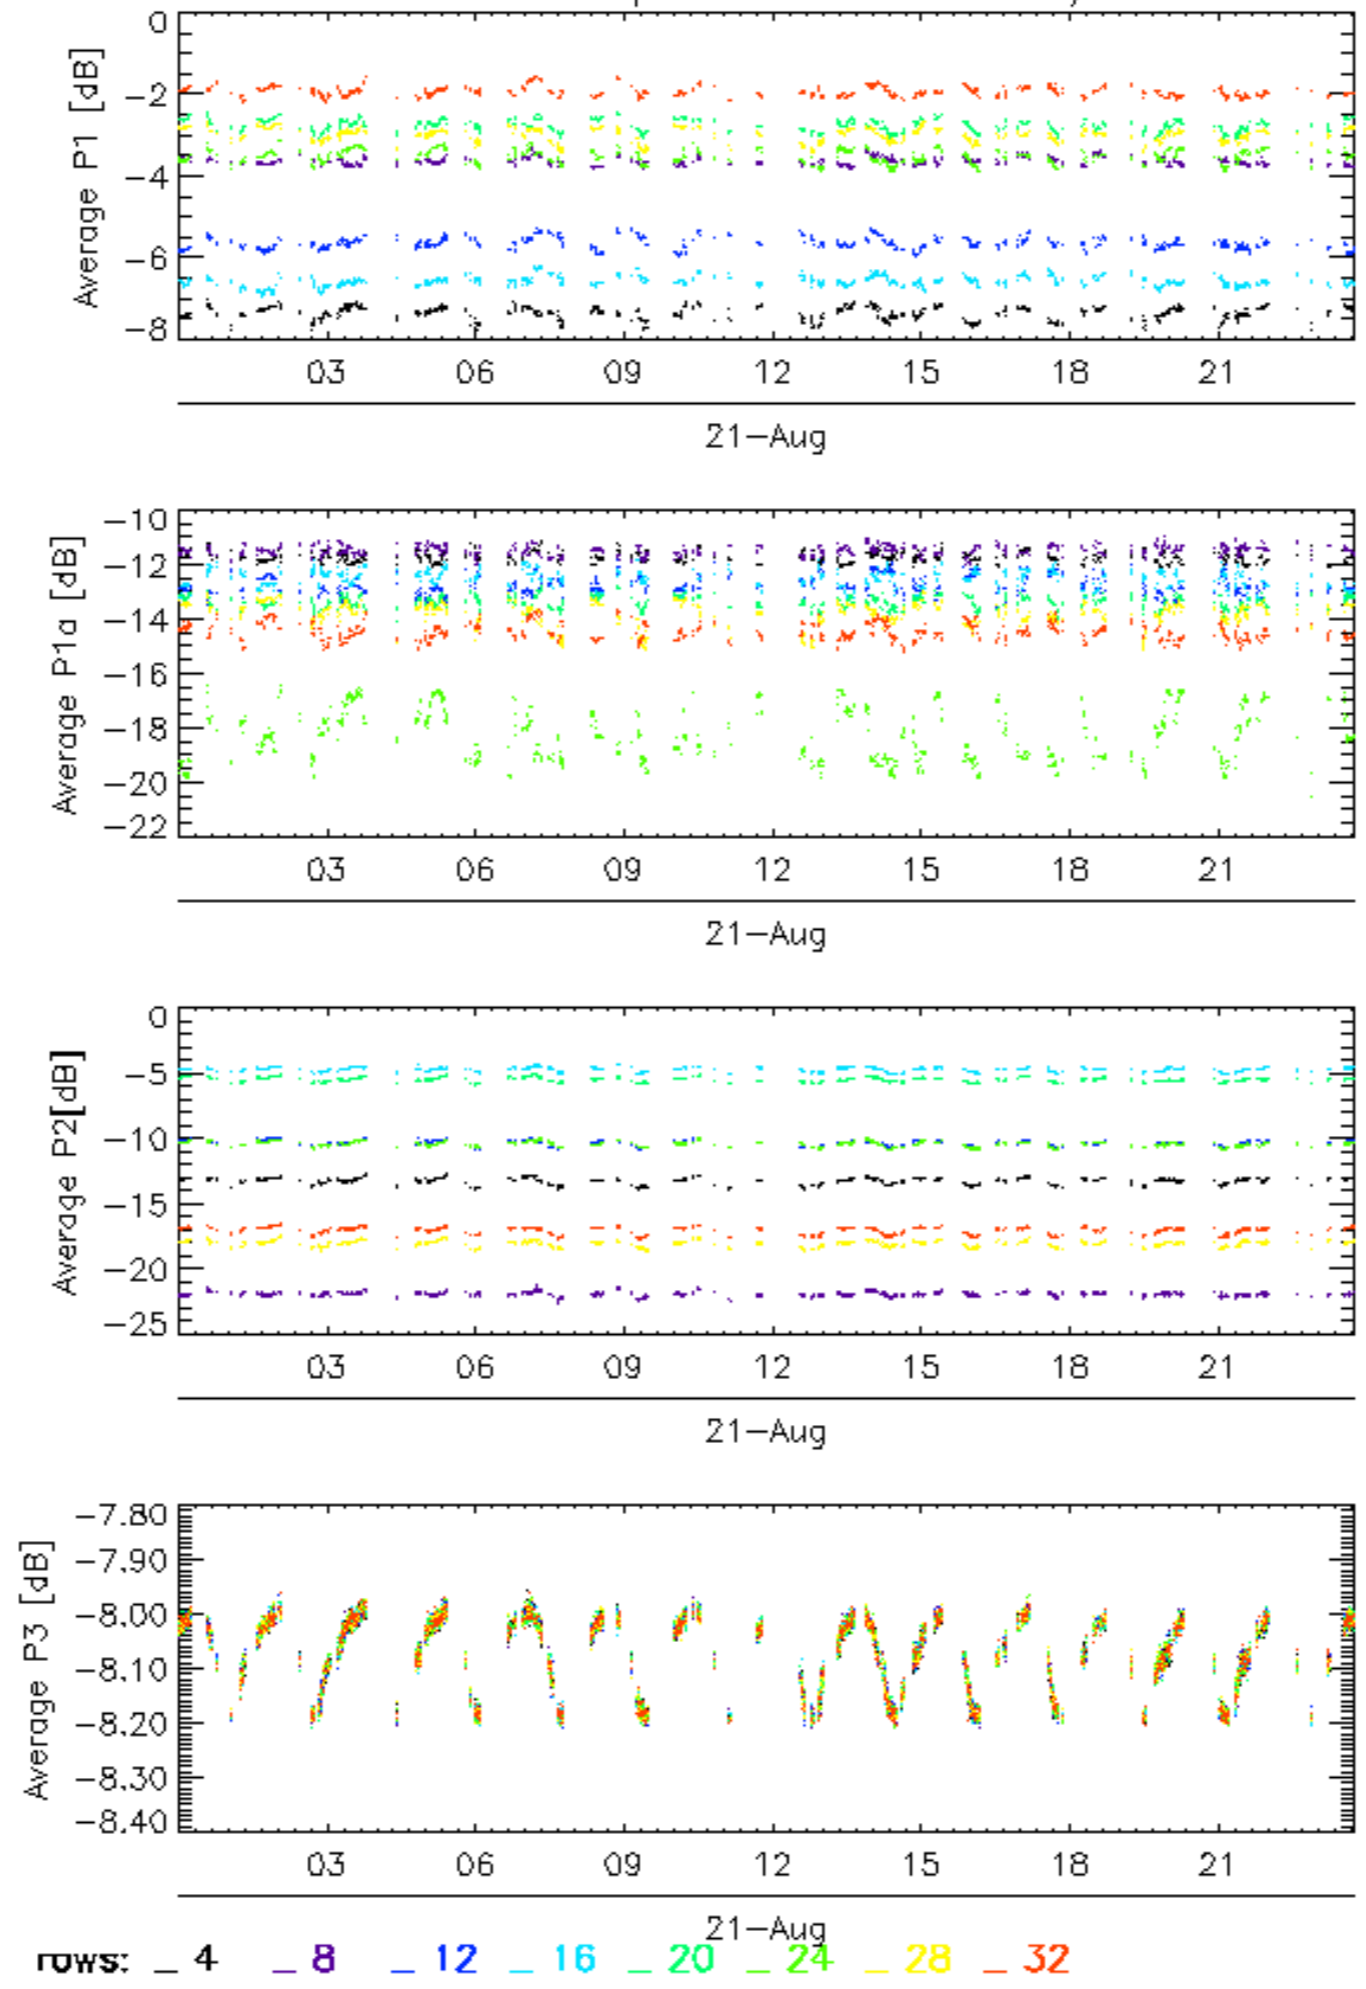 0
−2
−4
−6
−8
Average P1 [dB]
03 06 09 12 15 18 21
21−Aug
−10
−12
−14
−16
−18
−20
−22
Average P1a [dB]
03 06 09 12 15 18 21
21−Aug
0
−5
−10
−15
−20
−25
Average P2[dB]
03 06 09 12 15 18 21
21−Aug
−7.80
−7.90
−8.00
−8.10
−8.20
−8.30
−8.40
Average P3 [dB]
03 06 09 12 15 18 21
21−Aug
rows: _ 4 _ 8 _ 12 _ 16 _ 20 _ 24 _ 28 _ 32